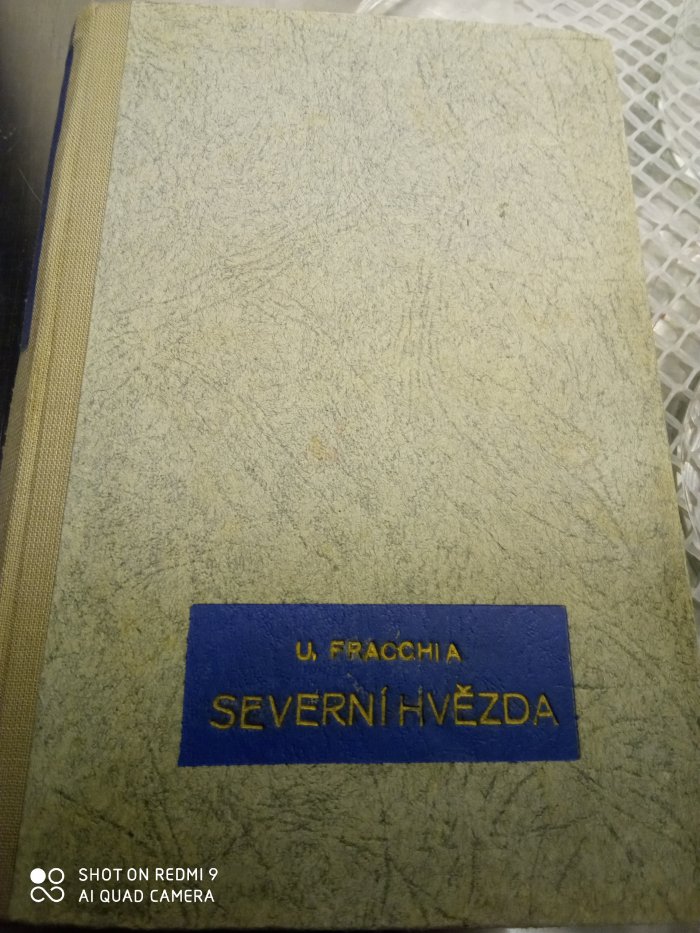 U. FRACCHIA
SEVERNÍ HVĚZDA
SHOT ON REDMI 9
AI QUAD CAMERA